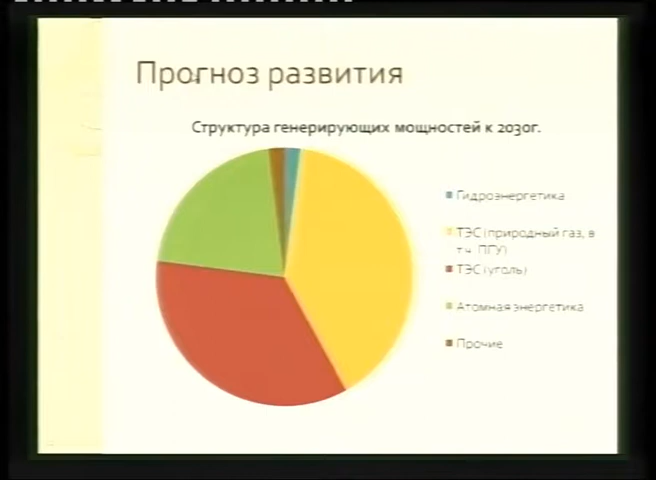 Прогноз развития
Структура генерирующих мощностей к 2030г.
Гидроэнергетика
ТЭС (природный газ, в
т.ч. ПГУ)
ТЭС (уголь)
Атомная энергетика
Прочие